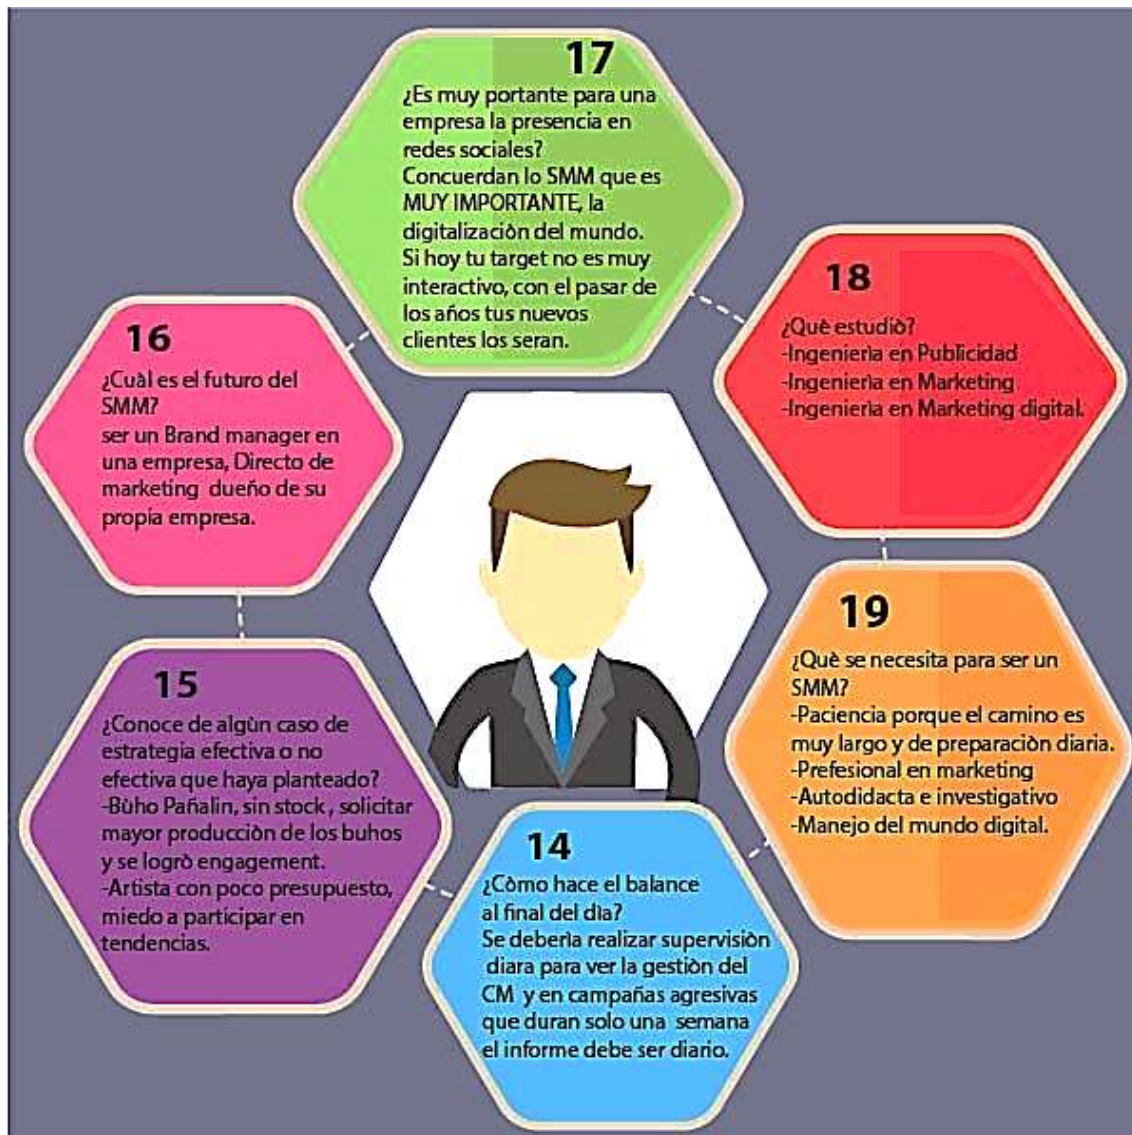 17
¿Es muy portante para una
empresa la presencia en
redes sociales?
Concuerdan lo SMM que es
MUY IMPORTANTE, la
digitalizaciòn del mundo.
Si hoy tu target no es muy
interactivo, con el pasar de
los años tus nuevos
clientes los seran.
18
¿Què estudiò?
-Ingenierìa en Publicidad
-Ingenierìa en Marketing
-Ingenierìa en Marketing digital.
16
¿Cuàl es el futuro del
SMM?
ser un Brand manager en
una empresa, Directo de
marketing dueño de su
propia empresa.
19
¿Què se necesita para ser un
SMM?
-Paciencia porque el camino es
muy largo y de preparaciòn diaria.
-Prefesional en marketing
-Autodidacta e investigativo
-Manejo del mundo digital.
15
¿Conoce de algùn caso de
estrategia efectiva o no
efectiva que haya planteado?
-Bùho Pañalin, sin stock , solicitar
mayor producciòn de los buhos
y se logrò engagement.
-Artista con poco presupuesto,
miedo a participar en
tendencias.
14
¿Còmo hace el balance
al final del dìa?
Se deberìa realizar supervisiòn
diara para ver la gestiòn del
CM y en campañas agresivas
que duran solo una semana
el informe debe ser diario.